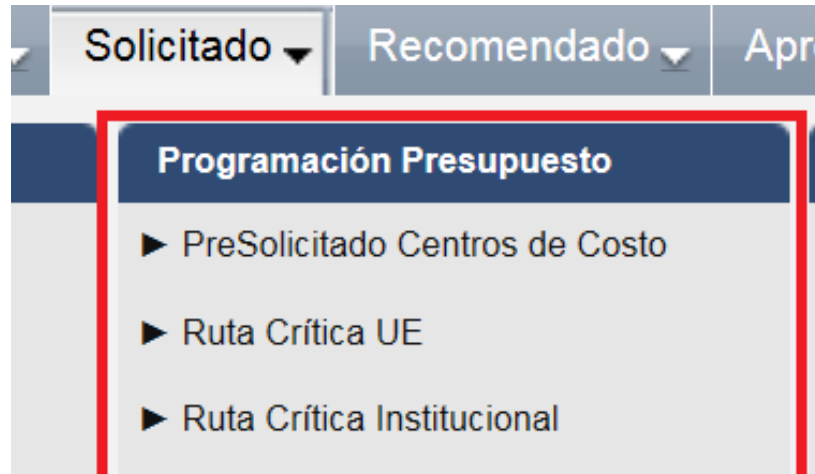 Solicitado Recomendado
Programación Presupuesto
PreSolicitado Centros de Costo
Ruta Crítica UE
Ruta Crítica Institucional